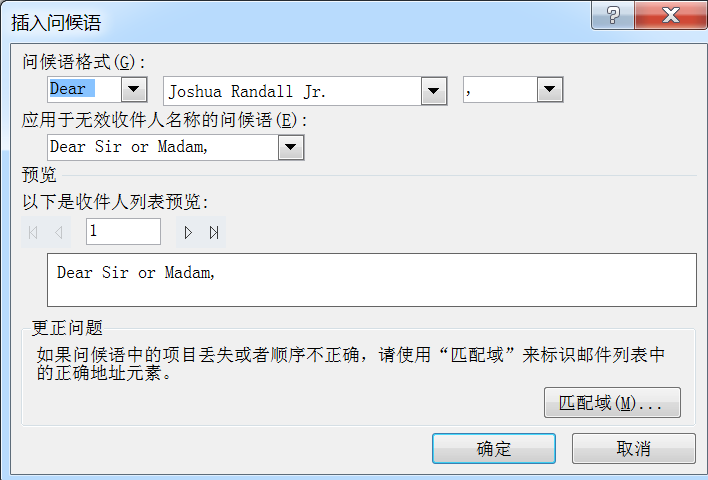 插入问候语
问候语格式(G):
Dear Joshua Randall Jr. ,
应用于无效收件人名称的问候语(E):
Dear Sir or Madam,
预览
以下是收件人列表预览:
1
Dear Sir or Madam,
更正问题
如果问候语中的项目丢失或者顺序不正确，请使用“匹配域”来标识邮件列表中
的正确地址元素。
匹配域(M)...
确定 取消